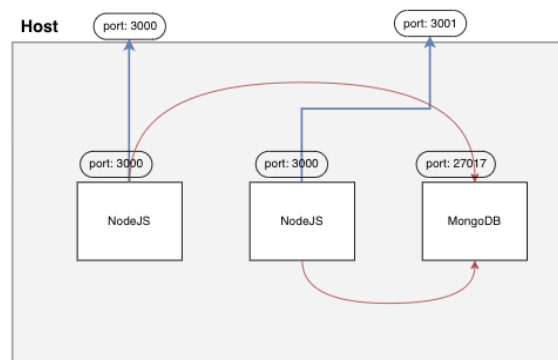 Host
port: 3000
port: 3001
port: 3000
port: 3000
port: 27017
NodeJS
NodeJS
MongoDB